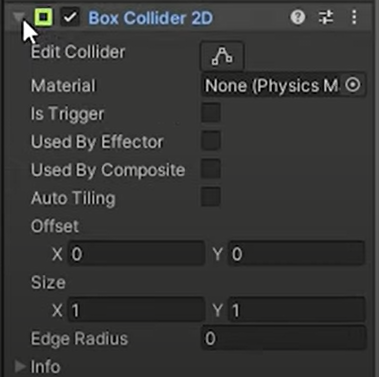 Box Collider 2D
Edit Collider
Material None (Physics M
Is Trigger
Used By Effector
Used By Composite
Auto Tiling
Offset
X 0 Y 0
Size
X 1 Y 1
Edge Radius 0
Info